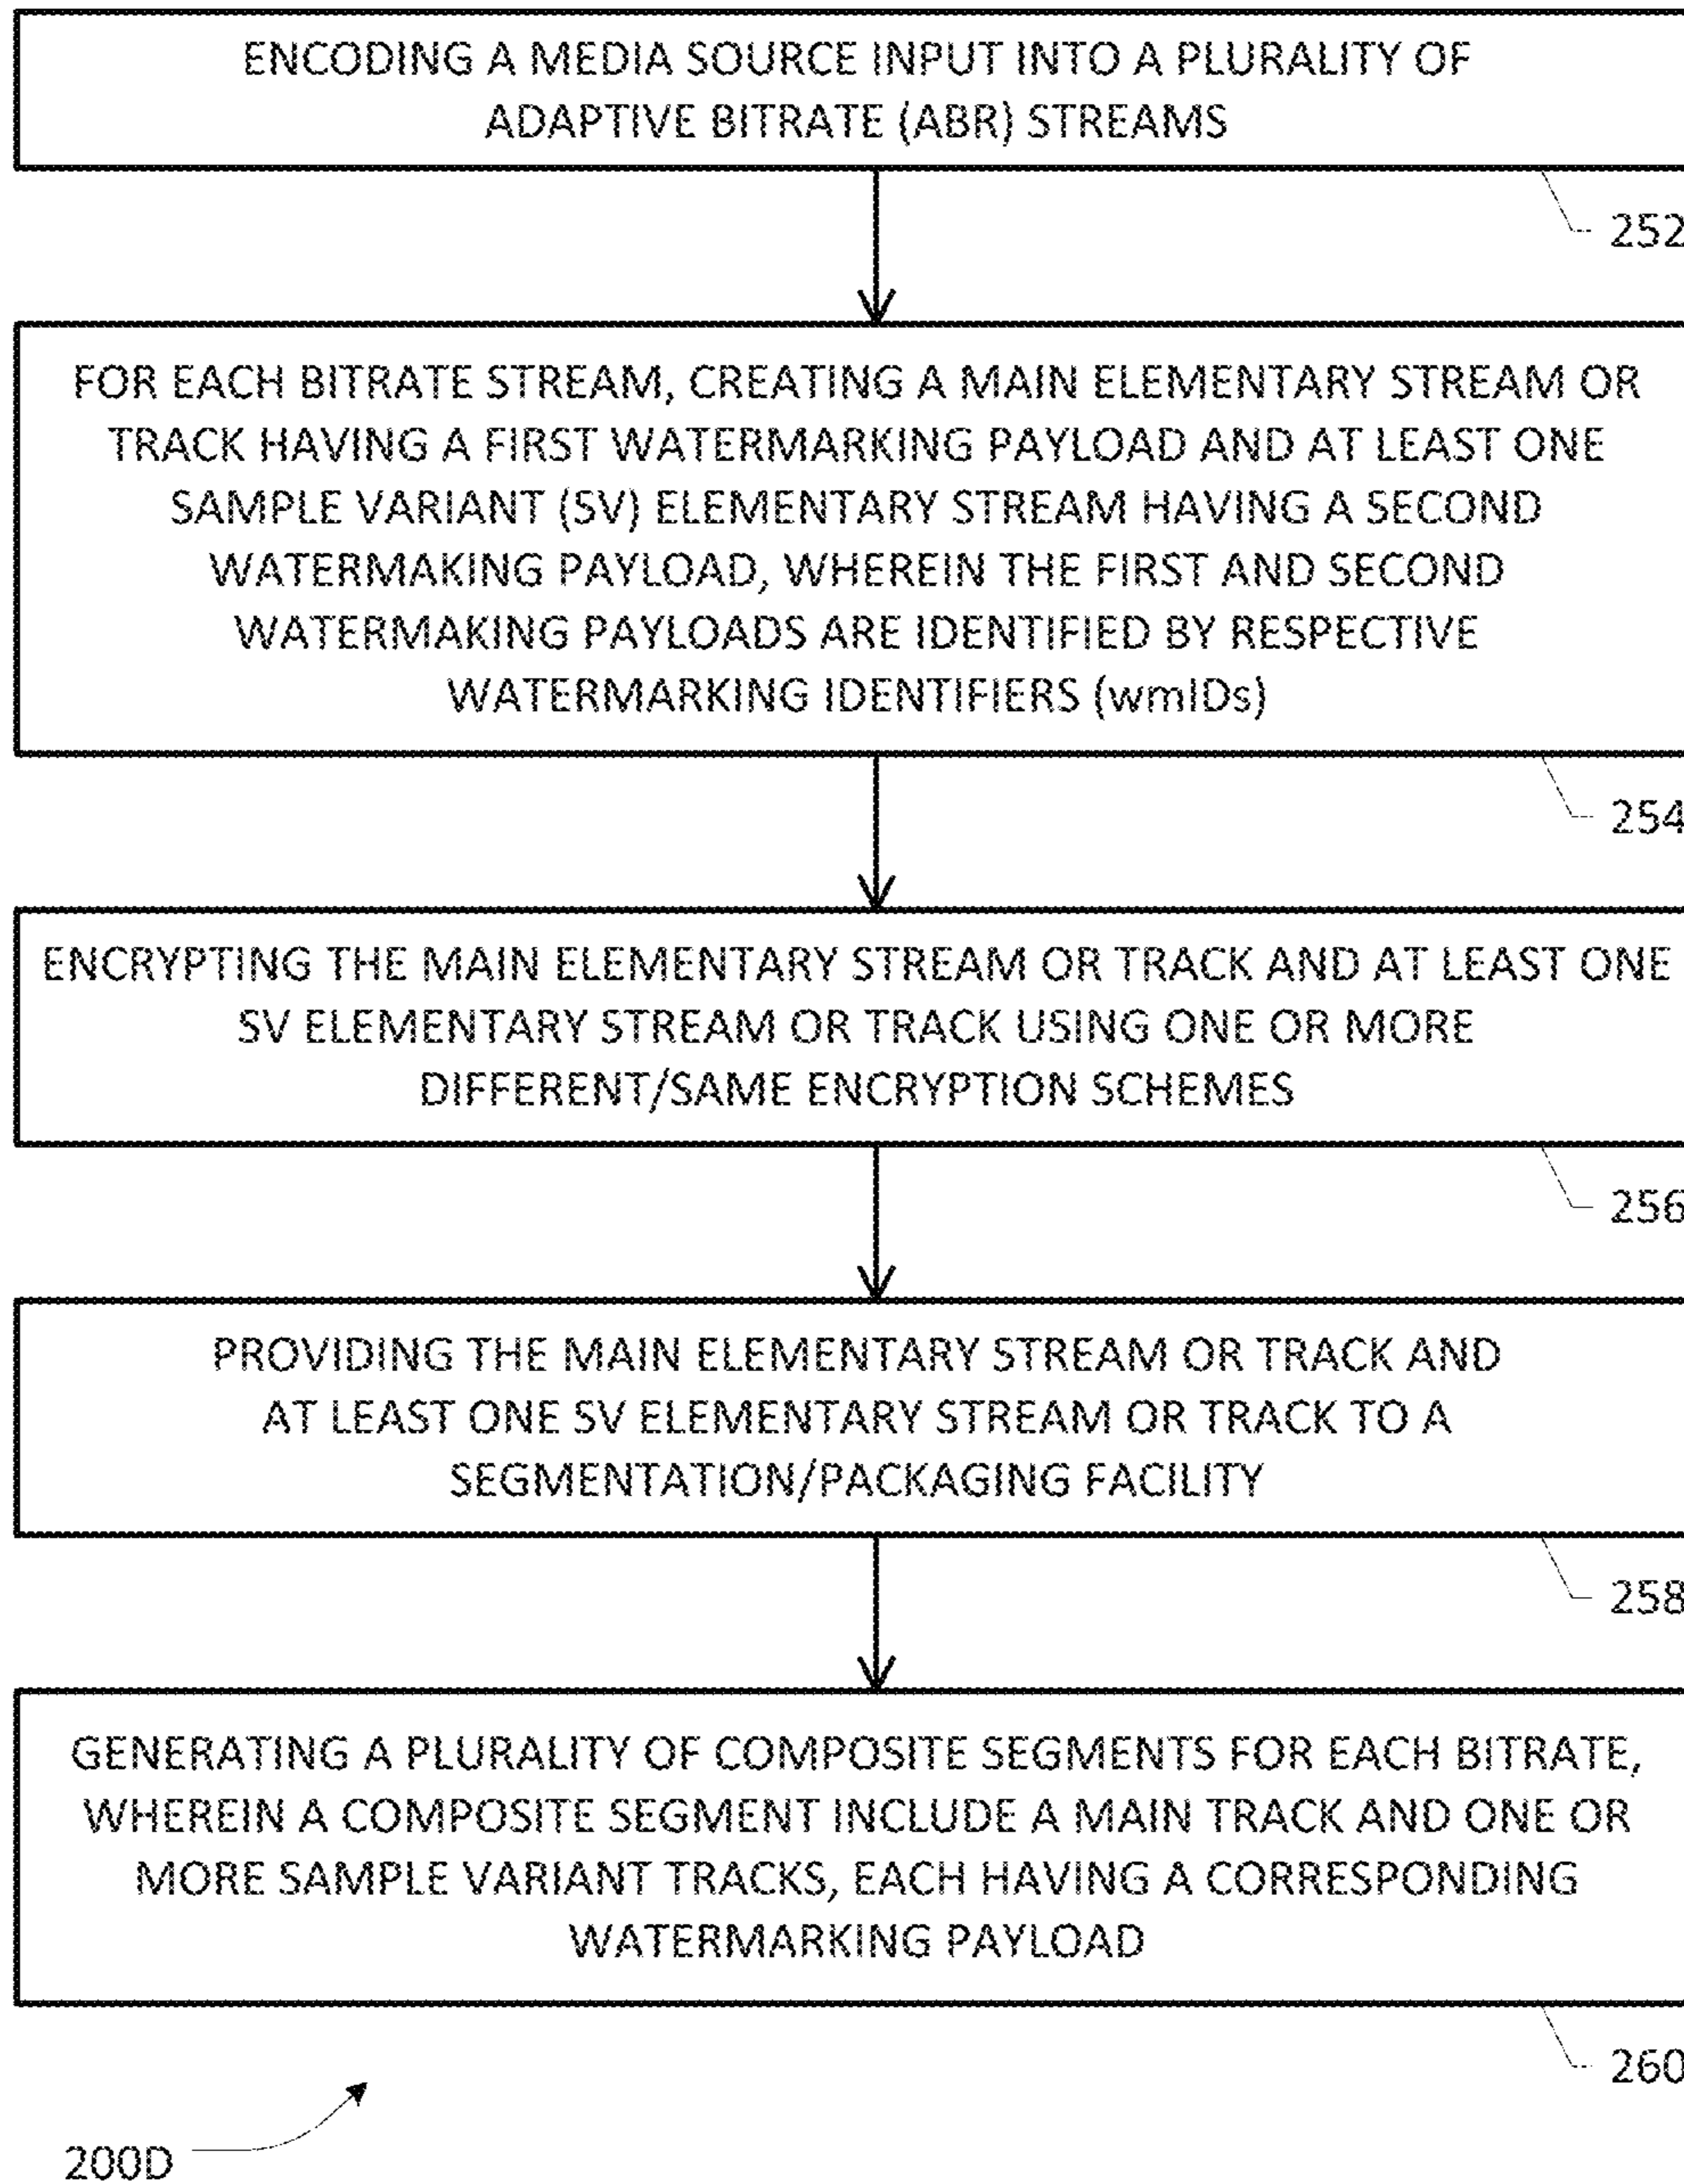 ENCODING A MEDIA SOURCE INPUT INTO A PLURALITY OF
ADAPTIVE BITRATE (ABR) STREAMS
252
FOR EACH BITRATE STREAM, CREATING A MAIN ELEMENTARY STREAM OR
TRACK HAVING A FIRST WATERMARKING PAYLOAD AND AT LEAST ONE
SAMPLE VARIANT (SV) ELEMENTARY STREAM HAVING A SECOND
WATERMAKING PAYLOAD, WHEREIN THE FIRST AND SECOND
WATERMAKING PAYLOADS ARE IDENTIFIED BY RESPECTIVE
WATERMARKING IDENTIFIERS (wmIDs)
254
ENCRYPTING THE MAIN ELEMENTARY STREAM OR TRACK AND AT LEAST ONE
SV ELEMENTARY STREAM OR TRACK USING ONE OR MORE
DIFFERENT/SAME ENCRYPTION SCHEMES
256
PROVIDING THE MAIN ELEMENTARY STREAM OR TRACK AND
AT LEAST ONE SV ELEMENTARY STREAM OR TRACK TO A
SEGMENTATION/PACKAGING FACILITY
258
GENERATING A PLURALITY OF COMPOSITE SEGMENTS FOR EACH BITRATE,
WHEREIN A COMPOSITE SEGMENT INCLUDE A MAIN TRACK AND ONE OR
MORE SAMPLE VARIANT TRACKS, EACH HAVING A CORRESPONDING
WATERMARKING PAYLOAD
260
200D